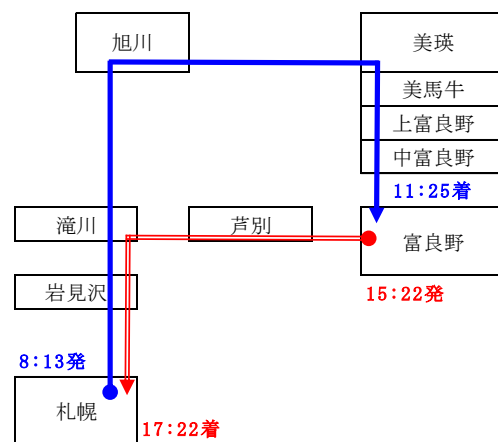 旭川
美瑛
美馬牛
上富良野
中富良野
11:25着
滝川
芦別
富良野
岩見沢
15:22発
8:13発
札幌
17:22着